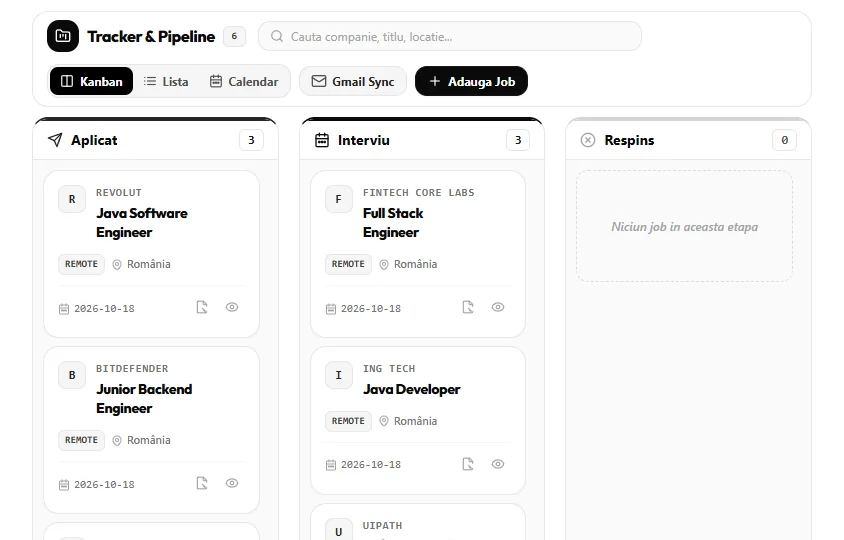 Tracker & Pipeline 6
Cauta companie, titlu, locatie...
Kanban Lista Calendar Gmail Sync + Adauga Job
Aplicat 3
R REVOLUT
Java Software
Engineer
REMOTE România
2026-10-18
B BITDEFENDER
Junior Backend
Engineer
REMOTE România
2026-10-18
Interviu 3
F FINTECH CORE LABS
Full Stack
Engineer
REMOTE România
2026-10-18
I ING TECH
Java Developer
REMOTE România
2026-10-18
U UIPATH
Respins 0
Niciun job in aceasta etapa